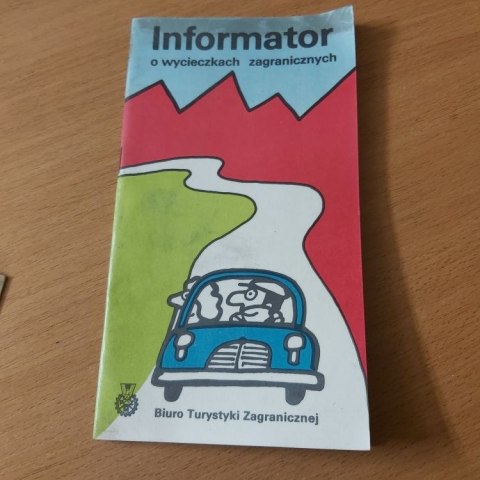 Informator
o wycieczkach zagranicznych
Biuro Turystyki Zagranicznej